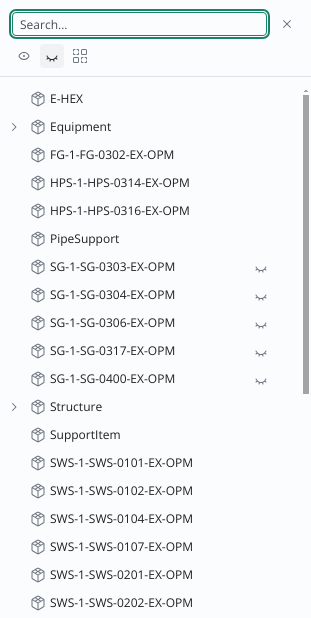 Search...
E-HEX
Equipment
FG-1-FG-0302-EX-OPM
HPS-1-HPS-0314-EX-OPM
HPS-1-HPS-0316-EX-OPM
PipeSupport
SG-1-SG-0303-EX-OPM
SG-1-SG-0304-EX-OPM
SG-1-SG-0306-EX-OPM
SG-1-SG-0317-EX-OPM
SG-1-SG-0400-EX-OPM
Structure
SupportItem
SWS-1-SWS-0101-EX-OPM
SWS-1-SWS-0102-EX-OPM
SWS-1-SWS-0104-EX-OPM
SWS-1-SWS-0107-EX-OPM
SWS-1-SWS-0201-EX-OPM
SWS-1-SWS-0202-EX-OPM